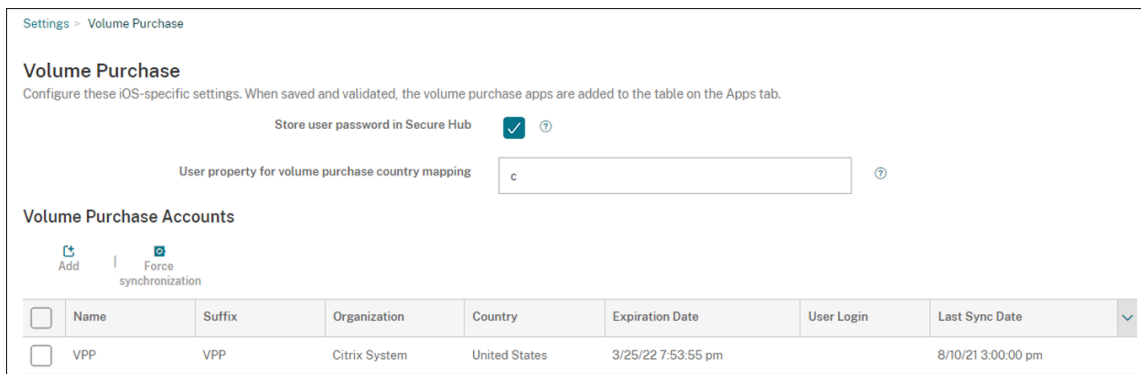 Settings > Volume Purchase
Volume Purchase
Configure these iOS-specific settings. When saved and validated, the volume purchase apps are added to the table on the Apps tab.
Store user password in Secure Hub ?
User property for volume purchase country mapping c ?
Volume Purchase Accounts
Add | Force
synchronization
Name Suffix Organization Country Expiration Date User Login Last Sync Date
VPP VPP Citrix System United States 3/25/22 7:53:55 pm 8/10/21 3:00:00 pm